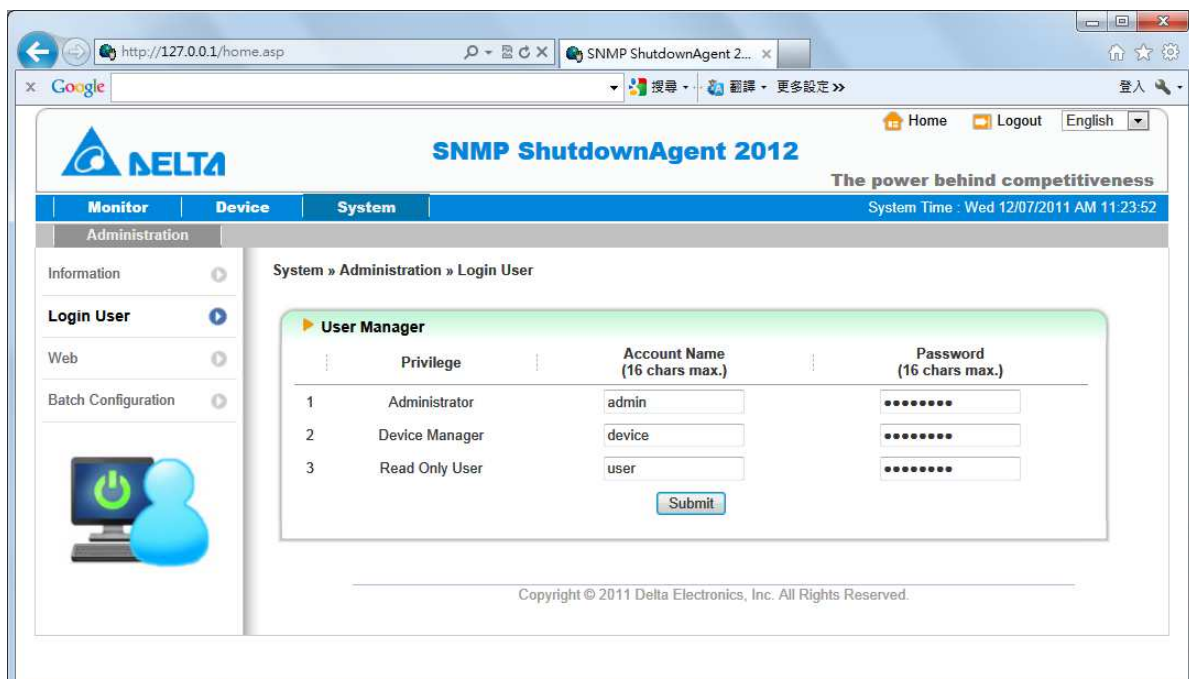 http://127.0.0.1/home.asp
SNMP ShutdownAgent 2...
Google
搜尋
翻譯
更多設定 »
登入
Home
Logout
English
DELTA
SNMP ShutdownAgent 2012
The power behind competitiveness
Monitor
Device
System
System Time : Wed 12/07/2011 AM 11:23:52
Administration
Information
Login User
Web
Batch Configuration
System » Administration » Login User
User Manager
Privilege
Account Name (16 chars max.)
Password (16 chars max.)
1 Administrator admin ••••••••
2 Device Manager device ••••••••
3 Read Only User user ••••••••
Submit
Copyright © 2011 Delta Electronics, Inc. All Rights Reserved.